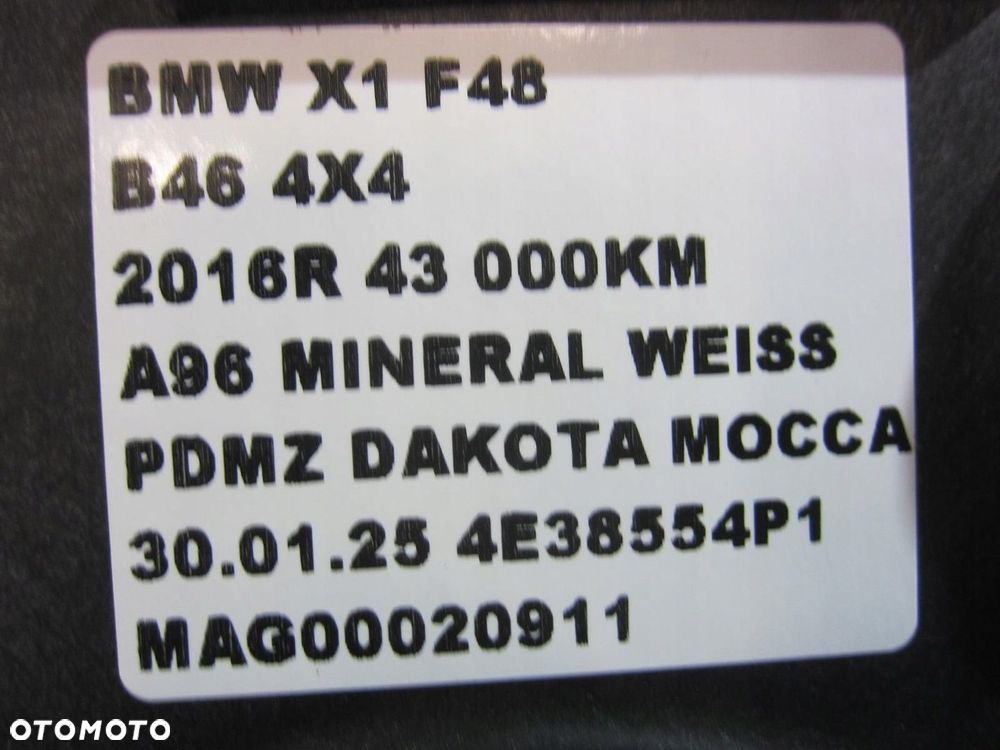 BMW X1 F48
B46 4X4
2016R 43 000KM
A96 MINERAL WEISS
PDMZ DAKOTA MOCCA
30.01.25 4E38554P1
MAG00020911
OTOMOTO